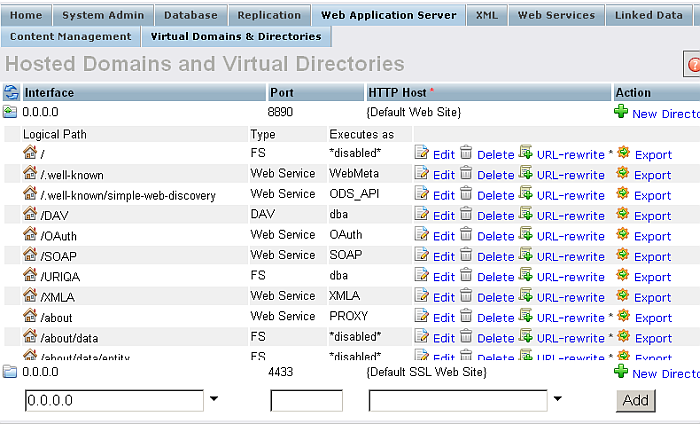 Home System Admin Database Replication Web Application Server XML Web Services Linked Data
Content Management Virtual Domains & Directories
Hosted Domains and Virtual Directories ?
Interface Port HTTP Host * Action
0.0.0.0 8890 {Default Web Site} New Directo
Logical Path Type Executes as
/ FS *disabled* Edit Delete URL-rewrite * Export
/.well-known Web Service WebMeta Edit Delete URL-rewrite Export
/.well-known/simple-web-discovery Web Service ODS_API Edit Delete URL-rewrite Export
/DAV DAV dba Edit Delete URL-rewrite Export
/OAuth Web Service OAuth Edit Delete URL-rewrite Export
/SOAP Web Service SOAP Edit Delete URL-rewrite Export
/URIQA FS dba Edit Delete URL-rewrite Export
/XMLA Web Service XMLA Edit Delete URL-rewrite Export
/about Web Service PROXY Edit Delete URL-rewrite * Export
/about/data FS *disabled* Edit Delete URL-rewrite * Export
/about/data/entity FS *disabled* Edit Delete URL-rewrite * Export
0.0.0.0 4433 {Default SSL Web Site} New Directo
0.0.0.0 Add